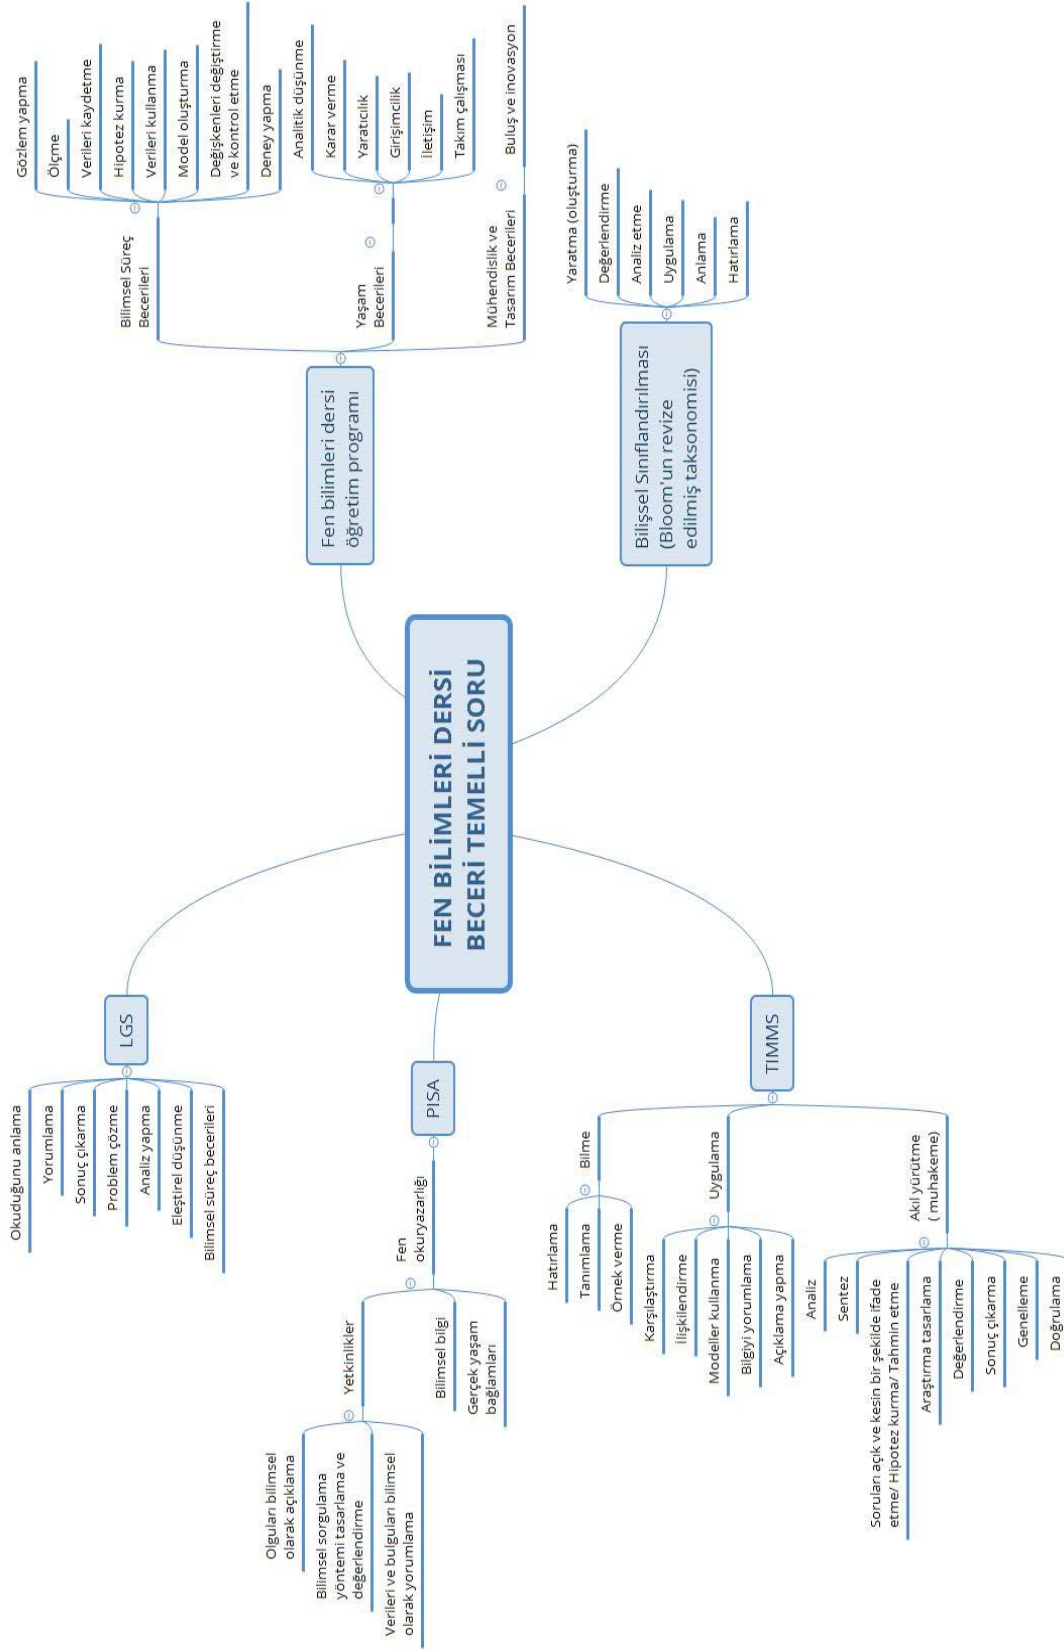 FEN BİLİMLERİ DERSİ
BECERİ TEMELLİ SORU
LGS
Okuduğunu anlama
Yorumlama
Sonuç çıkarma
Problem çözme
Analiz yapma
Eleştirel düşünme
Bilimsel süreç becerileri
PISA
Fen
okuryazarlığı
Yetkinlikler
Olguları bilimsel
olarak açıklama
Bilimsel sorgulama
yöntemi tasarlama ve
değerlendirme
Verileri ve bulguları bilimsel
olarak yorumlama
Bilimsel bilgi
Gerçek yaşam
bağlamları
TIMMS
Bilme
Hatırlama
Tanımlama
Örnek verme
Uygulama
Karşılaştırma
İlişkilendirme
Modeller kullanma
Bilgiyi yorumlama
Açıklama yapma
Akıl yürütme
( muhakeme)
Analiz
Sentez
Soruları açık ve kesin bir şekilde ifade
etme/ Hipotez kurma/ Tahmin etme
Araştırma tasarlama
Değerlendirme
Sonuç çıkarma
Genelleme
Doğrulama
Fen bilimleri dersi
öğretim programı
Bilimsel Süreç
Becerileri
Gözlem yapma
Ölçme
Verileri kaydetme
Hipotez kurma
Verileri kullanma
Model oluşturma
Değişkenleri değiştirme
ve kontrol etme
Deney yapma
Yaşam
Becerileri
Analitik düşünme
Karar verme
Yaratıcılık
Girişimcilik
İletişim
Takım çalışması
Mühendislik ve
Tasarım Becerileri
Buluş ve inovasyon
Bilişsel Sınıflandırılması
(Bloom'un revize
edilmiş taksonomisi)
Yaratma (oluşturma)
Değerlendirme
Analiz etme
Uygulama
Anlama
Hatırlama